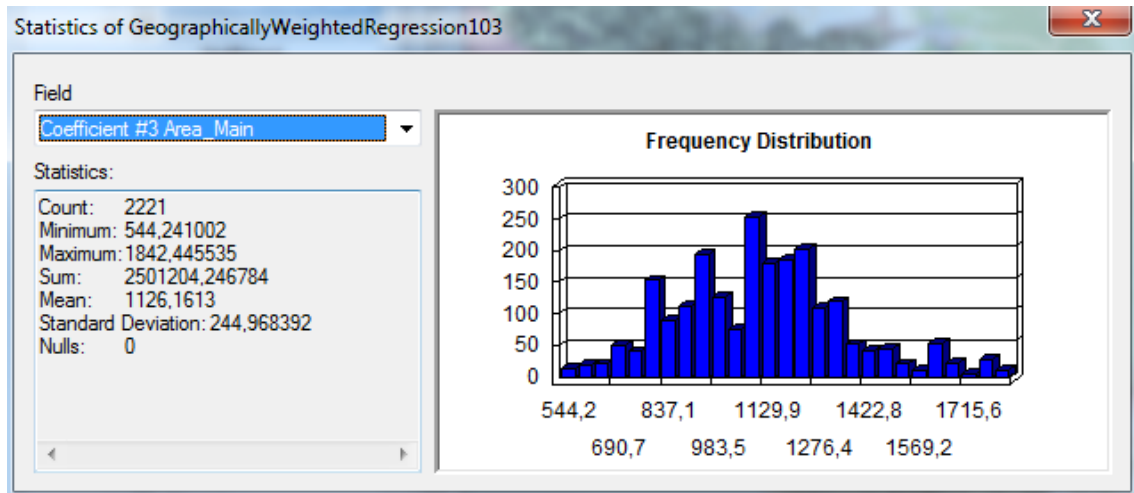 Statistics of GeographicallyWeightedRegression103
X
Field
Coefficient #3 Area_Main
Statistics:
Count: 2221
Minimum: 544,241002
Maximum: 1842,445535
Sum: 2501204,246784
Mean: 1126,1613
Standard Deviation: 244,968392
Nulls: 0
Frequency Distribution
300
250
200
150
100
50
0
544,2 837,1 1129,9 1422,8 1715,6
690,7 983,5 1276,4 1569,2